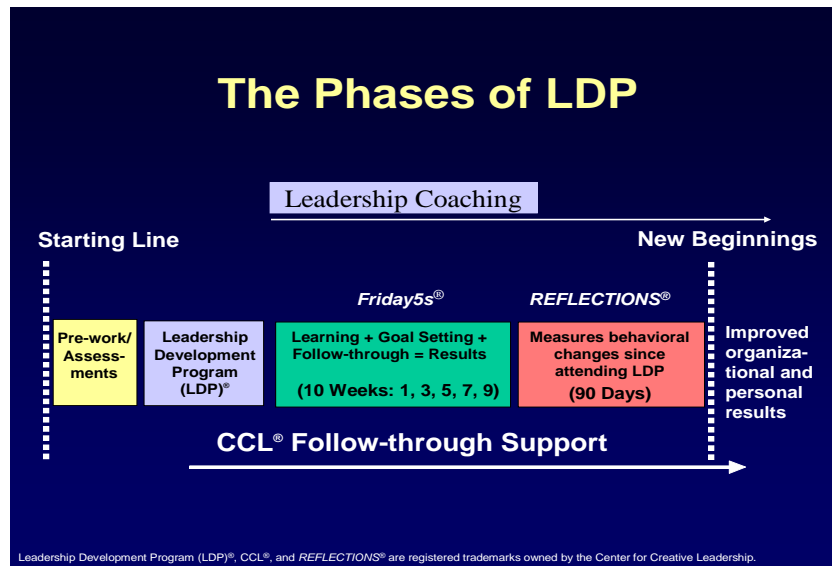 The Phases of LDP
Leadership Coaching
Starting Line
New Beginnings
Friday5s®
REFLECTIONS®
Pre-work/
Assess-
ments
Leadership
Development
Program
(LDP)®
Learning + Goal Setting +
Follow-through = Results
(10 Weeks: 1, 3, 5, 7, 9)
Measures behavioral
changes since
attending LDP
(90 Days)
Improved
organiza-
tional and
personal
results
CCL® Follow-through Support
Leadership Development Program (LDP)®, CCL®, and REFLECTIONS® are registered trademarks owned by the Center for Creative Leadership.